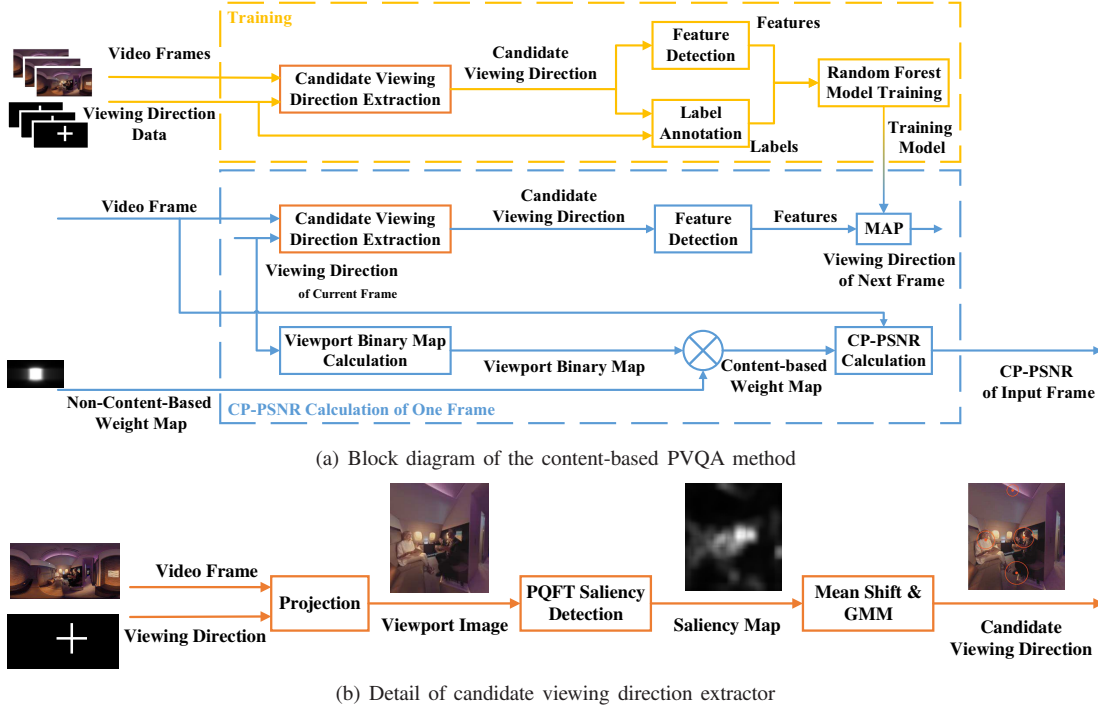 Training
Video Frames
Viewing Direction
Data
Candidate Viewing
Direction Extraction
Candidate
Viewing Direction
Feature
Detection
Features
Label
Annotation
Labels
Random Forest
Model Training
Training
Model
Video Frame
Candidate Viewing
Direction Extraction
Candidate
Viewing Direction
Feature
Detection
Features
MAP
Viewing Direction
of Next Frame
Viewing Direction
of Current Frame
Viewport Binary Map
Calculation
Viewport Binary Map
Content-based
Weight Map
CP-PSNR
Calculation
CP-PSNR
of Input Frame
Non-Content-Based
Weight Map
CP-PSNR Calculation of One Frame
(a) Block diagram of the content-based PVQA method
Video Frame
Viewing Direction
Projection
Viewport Image
PQFT Saliency
Detection
Saliency Map
Mean Shift &
GMM
Candidate
Viewing Direction
(b) Detail of candidate viewing direction extractor